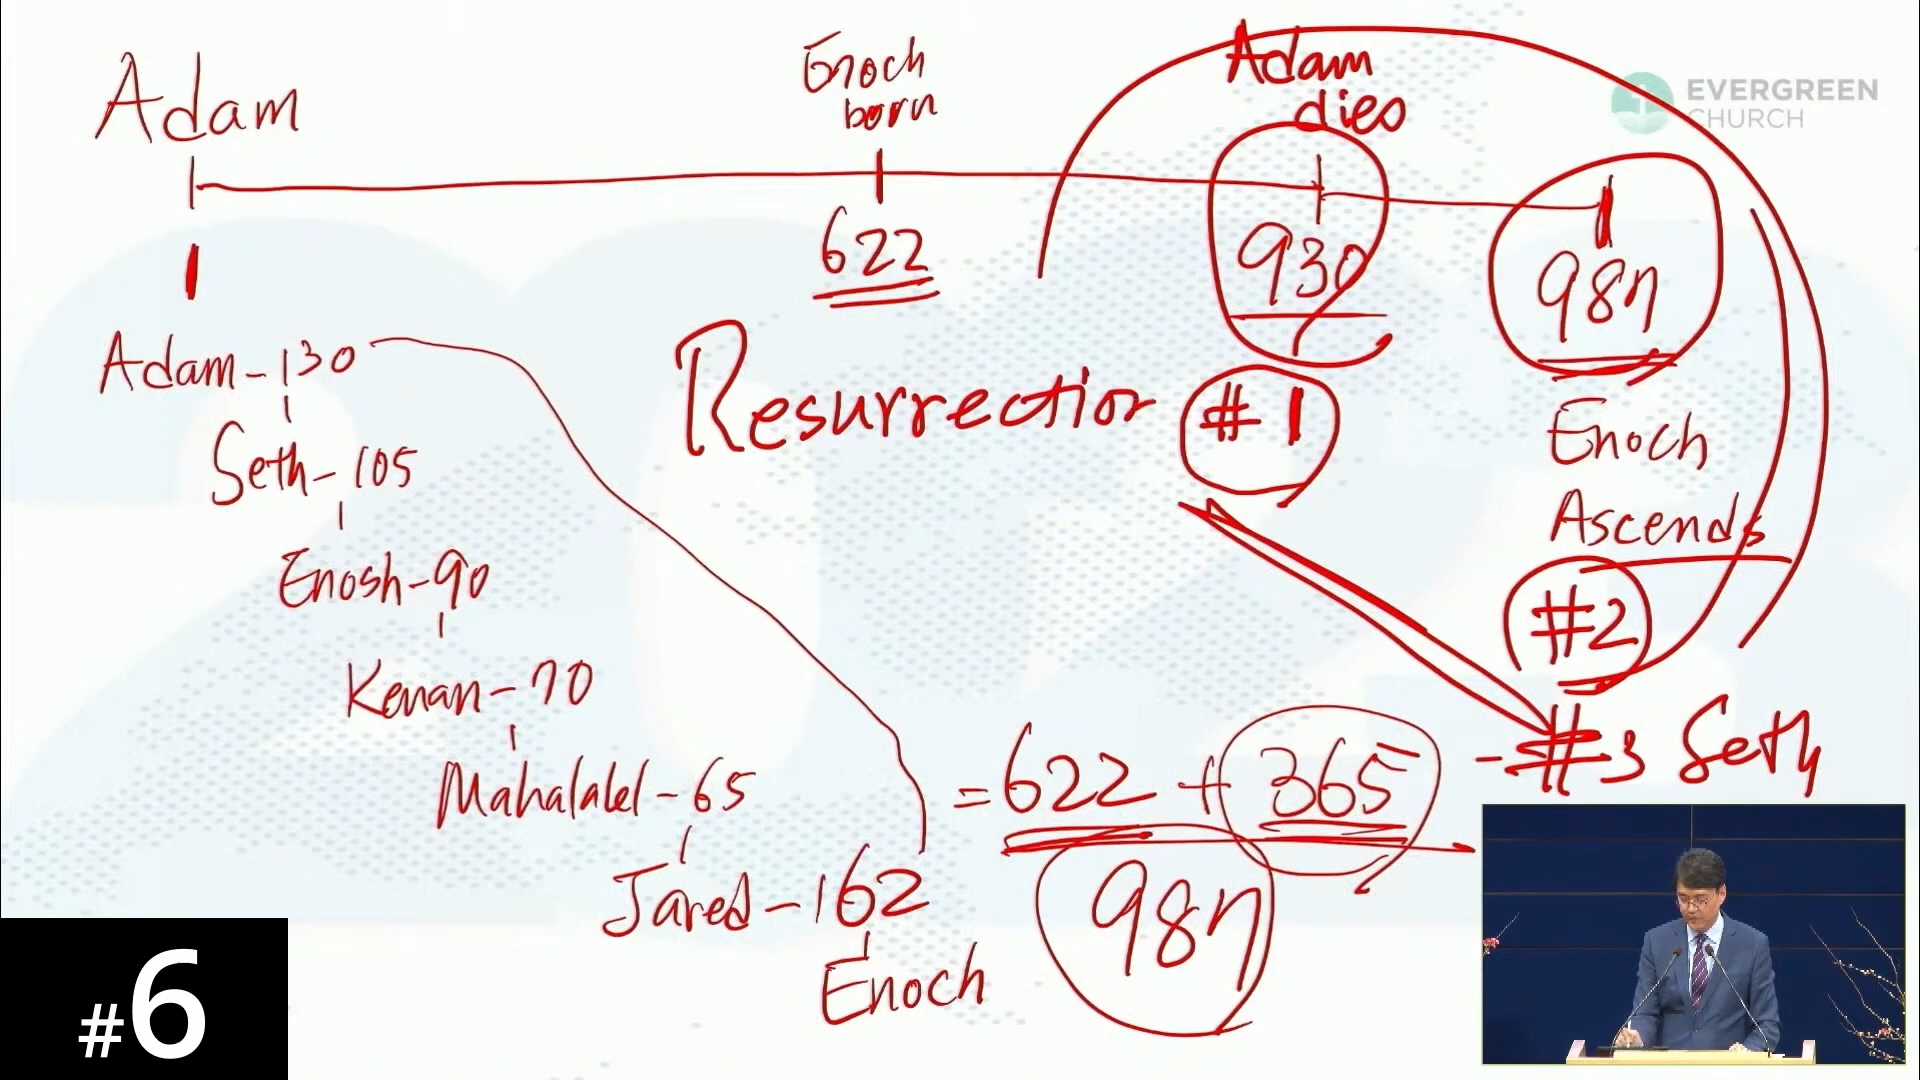 Adam
Enoch
born
Adam
dies
EVERGREEN
CHURCH
1
622
930
987
Adam-130
Resurrection #1
Enoch
Ascends
Seth-105
Enosh-90
#2
Kenan-70
-#3 Seth
Mahalalel-65
=622 + 365
Jared-162
987
Enoch
#6